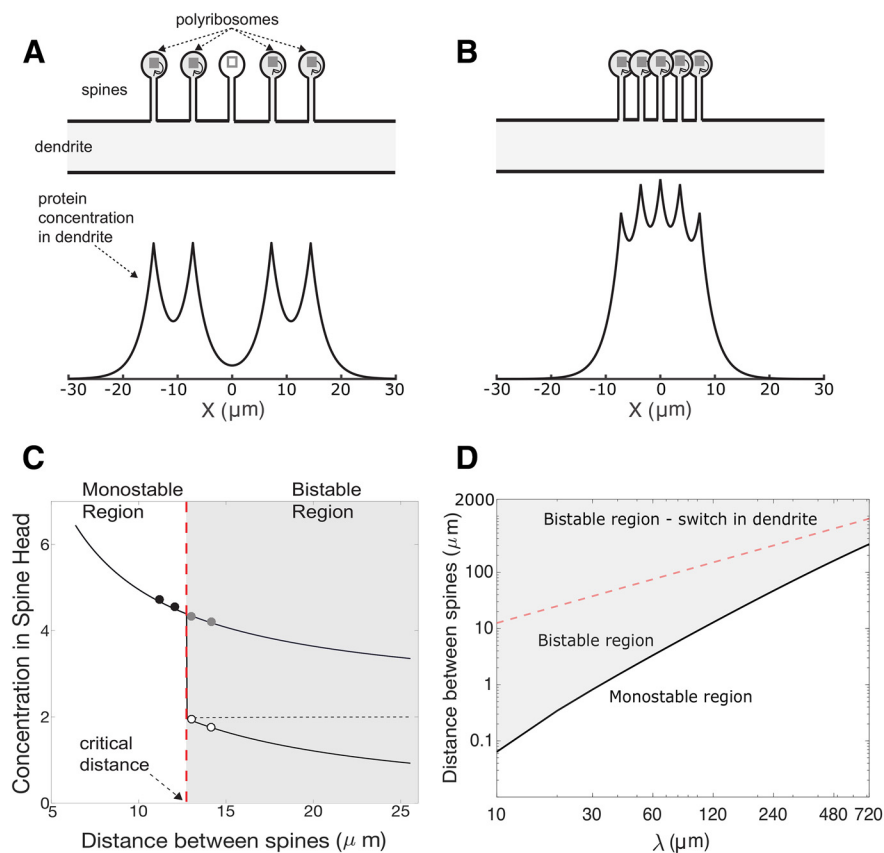 A
polyribosomes
spines
dendrite
protein
concentration
in dendrite
-30 -20 -10 0 10 20 30
X (μm)
B
-30 -20 -10 0 10 20 30
X (μm)
C
Monostable
Region
Bistable
Region
Concentration in Spine Head
6
4
2
0
critical
distance
5 10 15 20 25
Distance between spines (μ m)
D
Distance between spines (μm)
2000
100
10
1
0.1
Bistable region - switch in dendrite
Bistable region
Monostable region
10 30 60 120 240 480 720
λ (μm)